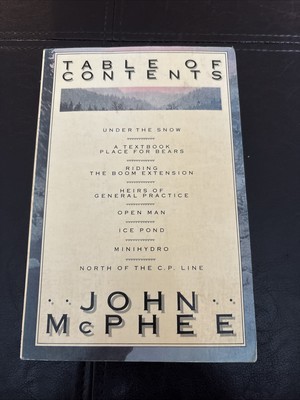 TABLE OF
CONTENTS
UNDER THE SNOW
A TEXTBOOK
PLACE FOR BEARS
RIDING
THE BOOM EXTENSION
HEIRS OF
GENERAL PRACTICE
OPEN MAN
ICE POND
MINIHYDRO
NORTH OF THE C.P. LINE
..JOHN..
MCPHEE